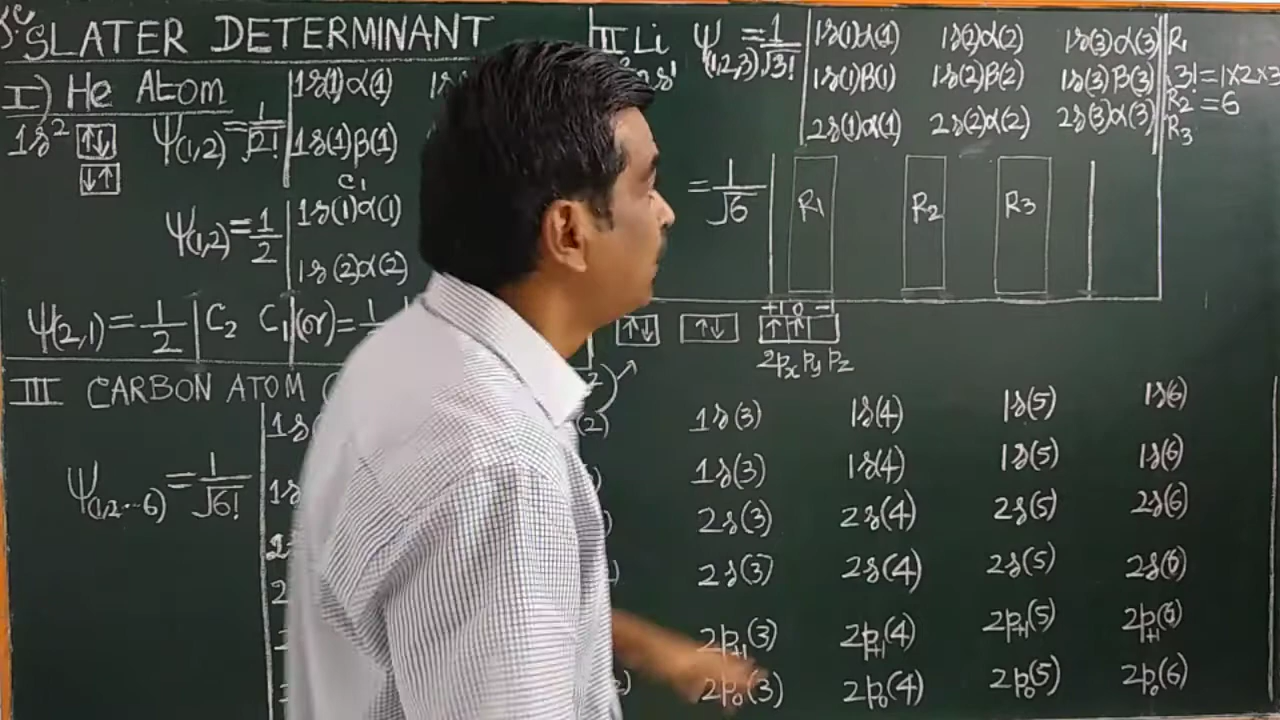 SLATER DETERMINANT
I) He Atom
1s² ↑↓
↓↑
Ψ(1,2) = 1/√2! | 1s(1)α(1)
1s(1)β(1)
C₁
Ψ(1,2) = 1/2 | 1s(1)α(1)
1s(2)α(2)
Ψ(2,1) = 1/2 | C₂ C₁ | (or) =
II Li Ψ(1,2,3) = 1/√3! | 1s(1)α(1) 1s(2)α(2) 1s(3)α(3) | R₁
1s(1)β(1) 1s(2)β(2) 1s(3)β(3) 3! = 1×2×3
R₂ = 6
2s(1)α(1) 2s(2)α(2) 2s(3)α(3) R₃
= 1/√6 | R₁ R₂ R₃ |
+1 0 -
↑↓ ↑↓ ↑ ↑
2px py pz
III CARBON ATOM (
1s(3) 1s(4) 1s(5) 1s(6)
Ψ(1,2...6) = 1/√6! | 1s(3) 1s(4) 1s(5) 1s(6)
2s(3) 2s(4) 2s(5) 2s(6)
2s(3) 2s(4) 2s(5) 2s(6)
2p+1(3) 2p+1(4) 2p+1(5) 2p+1(6)
2p₀(3) 2p₀(4) 2p₀(5) 2p₀(6)